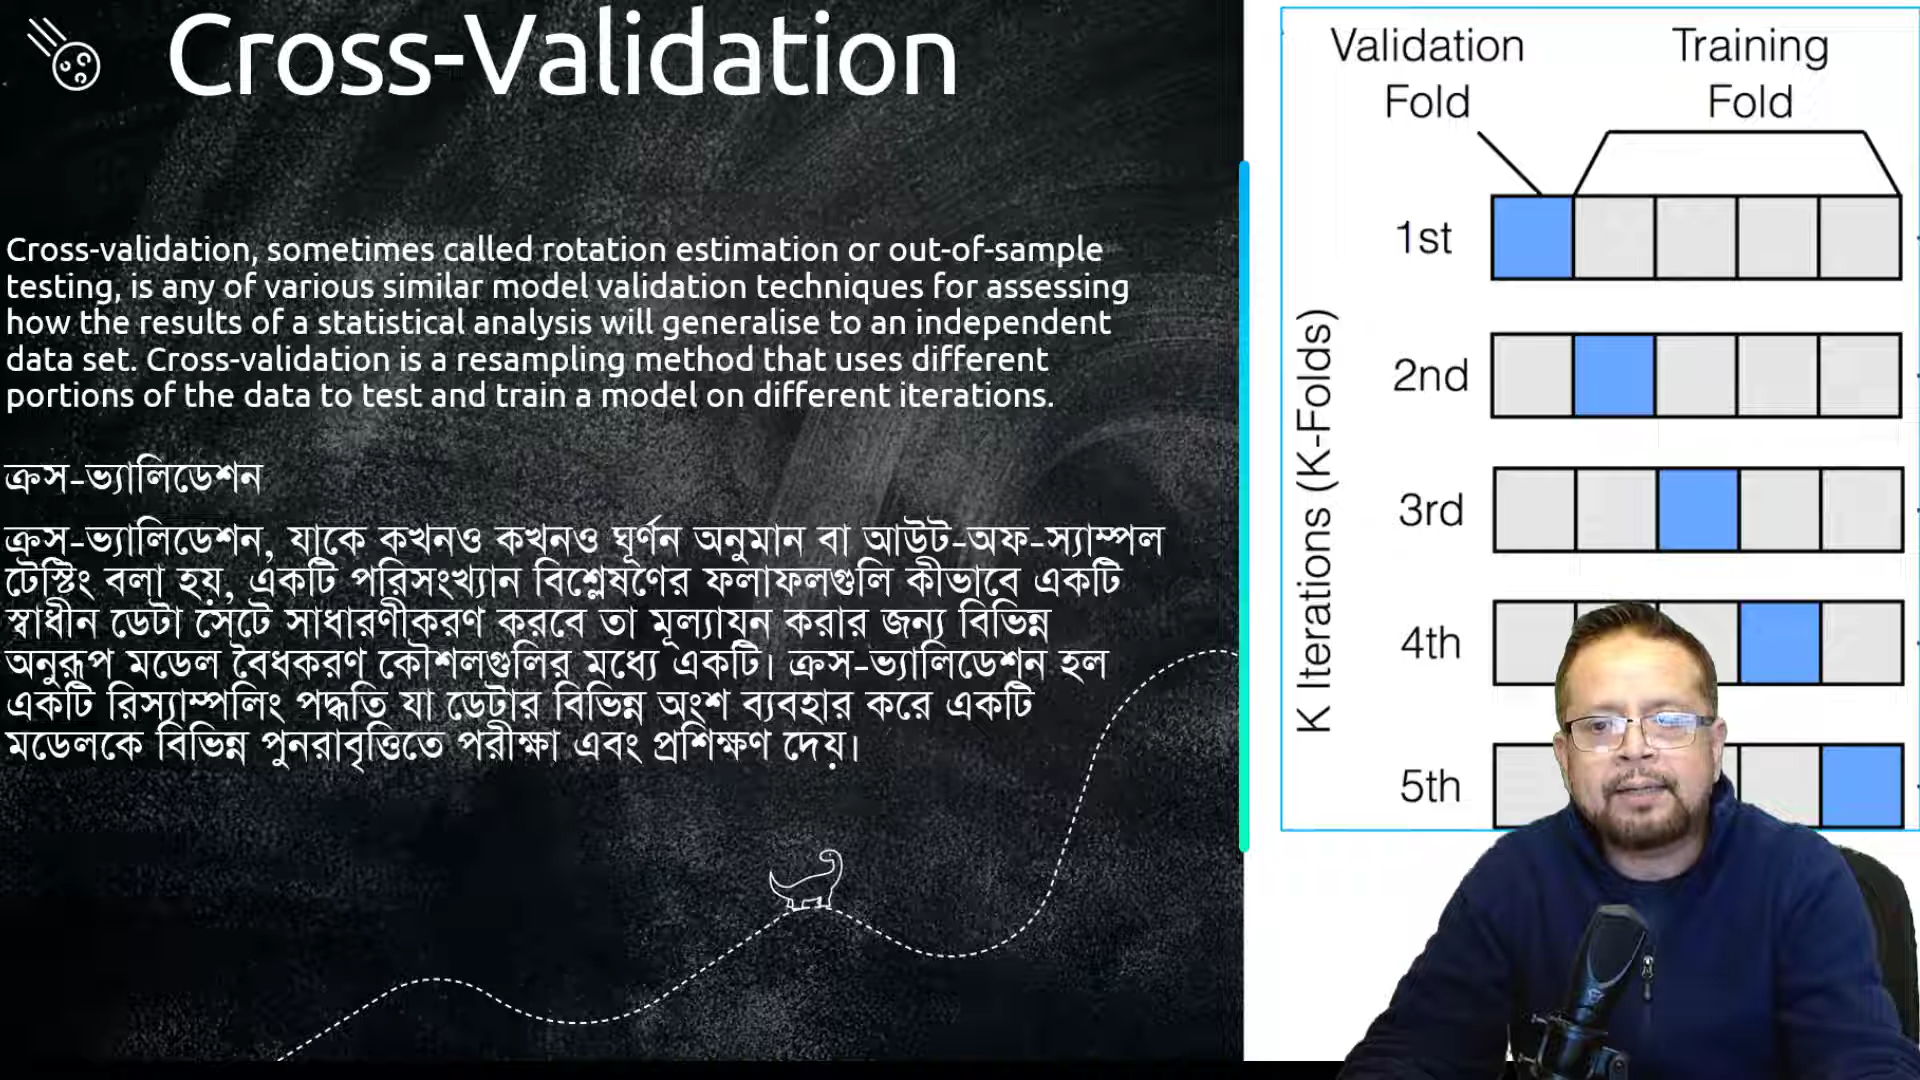 Cross-Validation
Cross-validation, sometimes called rotation estimation or out-of-sample
testing, is any of various similar model validation techniques for assessing
how the results of a statistical analysis will generalise to an independent
data set. Cross-validation is a resampling method that uses different
portions of the data to test and train a model on different iterations.
ক্রস-ভ্যালিডেশন
ক্রস-ভ্যালিডেশন, যাকে কখনও কখনও ঘূর্ণন অনুমান বা আউট-অফ-স্যাম্পল
টেস্টিং বলা হয়, একটি পরিসংখ্যান বিশ্লেষণের ফলাফলগুলি কীভাবে একটি
স্বাধীন ডেটা সেটে সাধারণীকরণ করবে তা মূল্যায়ন করার জন্য বিভিন্ন
অনুরূপ মডেল বৈধকরণ কৌশলগুলির মধ্যে একটি। ক্রস-ভ্যালিডেশন হল
একটি রিস্যাম্পলিং পদ্ধতি যা ডেটার বিভিন্ন অংশ ব্যবহার করে একটি
মডেলকে বিভিন্ন পুনরাবৃত্তিতে পরীক্ষা এবং প্রশিক্ষণ দেয়।
Validation
Fold
Training
Fold
K Iterations (K-Folds)
1st
2nd
3rd
4th
5th